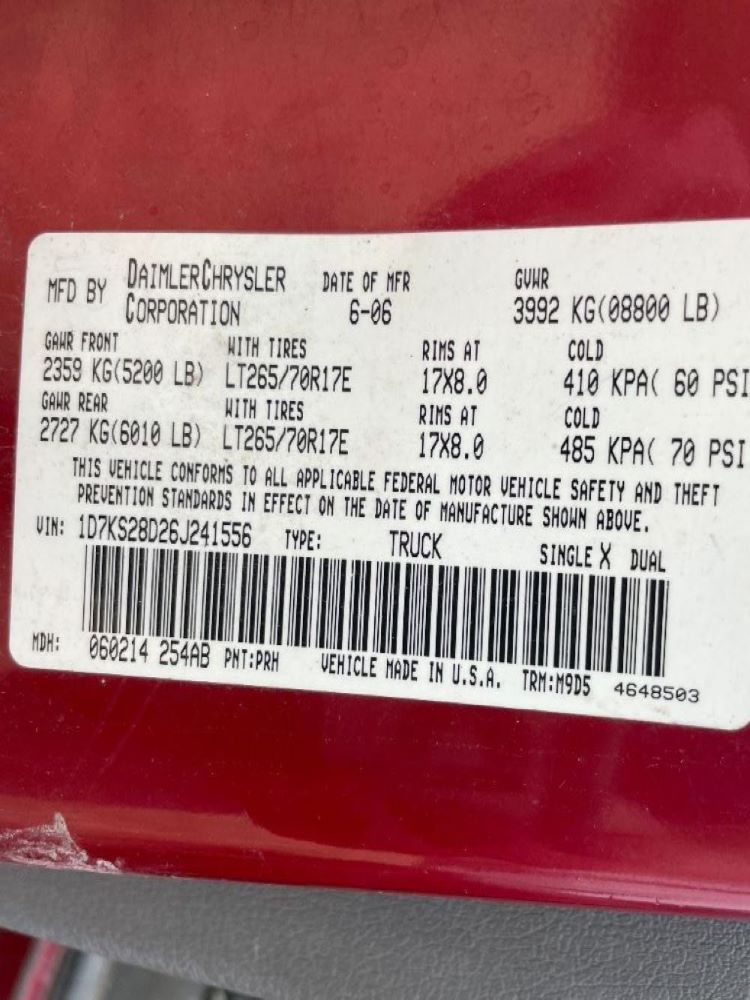 MFD BY DAIMLERCHRYSLER CORPORATION DATE OF MFR 6-06 GVWR 3992 KG(08800 LB)
GAWR FRONT WITH TIRES RIMS AT COLD
2359 KG(5200 LB) LT265/70R17E 17X8.0 410 KPA( 60 PSI
GAWR REAR WITH TIRES RIMS AT COLD
2727 KG(6010 LB) LT265/70R17E 17X8.0 485 KPA( 70 PSI
THIS VEHICLE CONFORMS TO ALL APPLICABLE FEDERAL MOTOR VEHICLE SAFETY AND THEFT
PREVENTION STANDARDS IN EFFECT ON THE DATE OF MANUFACTURE SHOWN ABOVE.
VIN: 1D7KS28D26J241556 TYPE: TRUCK SINGLE X DUAL
MDH: 060214 254AB PNT:PRH VEHICLE MADE IN U.S.A. TRM:M9D5 4648503